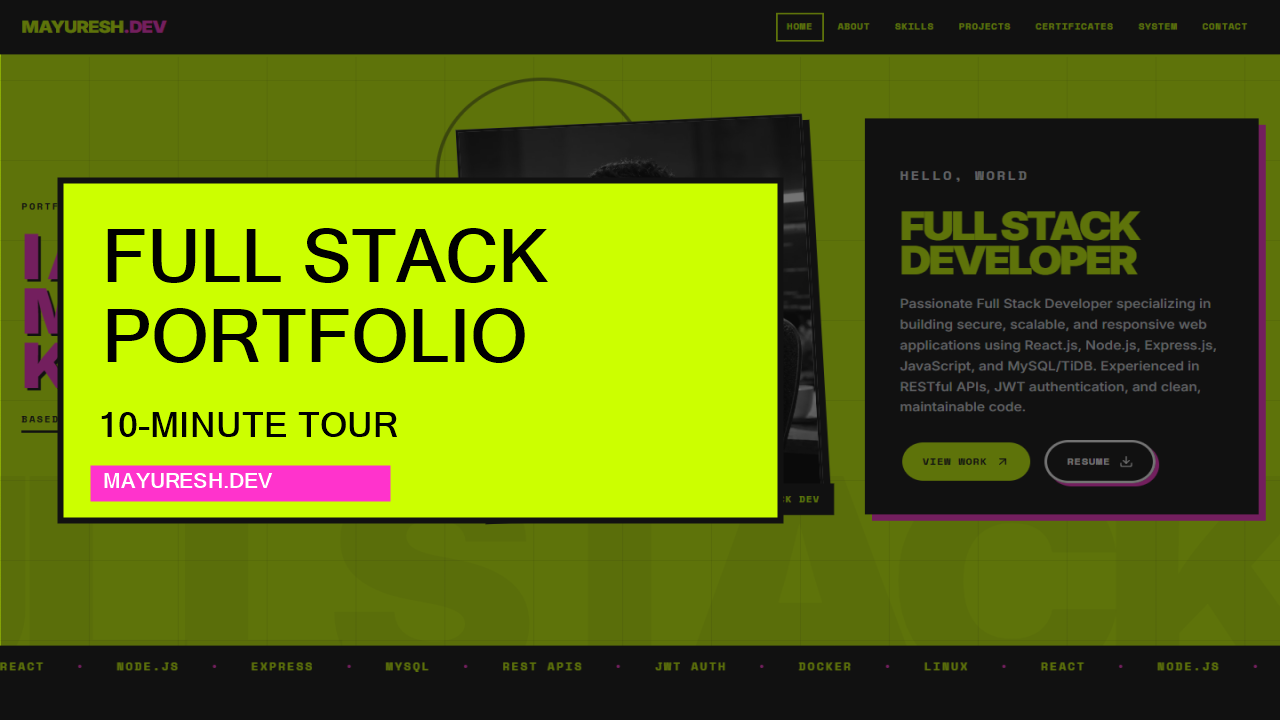 MAYURESH.DEV
HOME ABOUT SKILLS PROJECTS CERTIFICATES SYSTEM CONTACT
FULL STACK
PORTFOLIO
10-MINUTE TOUR
MAYURESH.DEV
HELLO, WORLD
FULL STACK
DEVELOPER
Passionate Full Stack Developer specializing in
building secure, scalable, and responsive web
applications using React.js, Node.js, Express.js,
JavaScript, and MySQL/TiDB. Experienced in
RESTful APIs, JWT authentication, and clean,
maintainable code.
VIEW WORK RESUME
DEV
BASED
STACK
REACT • NODE.JS • EXPRESS • MYSQL • REST APIS • JWT AUTH • DOCKER • LINUX • REACT • NODE.JS •